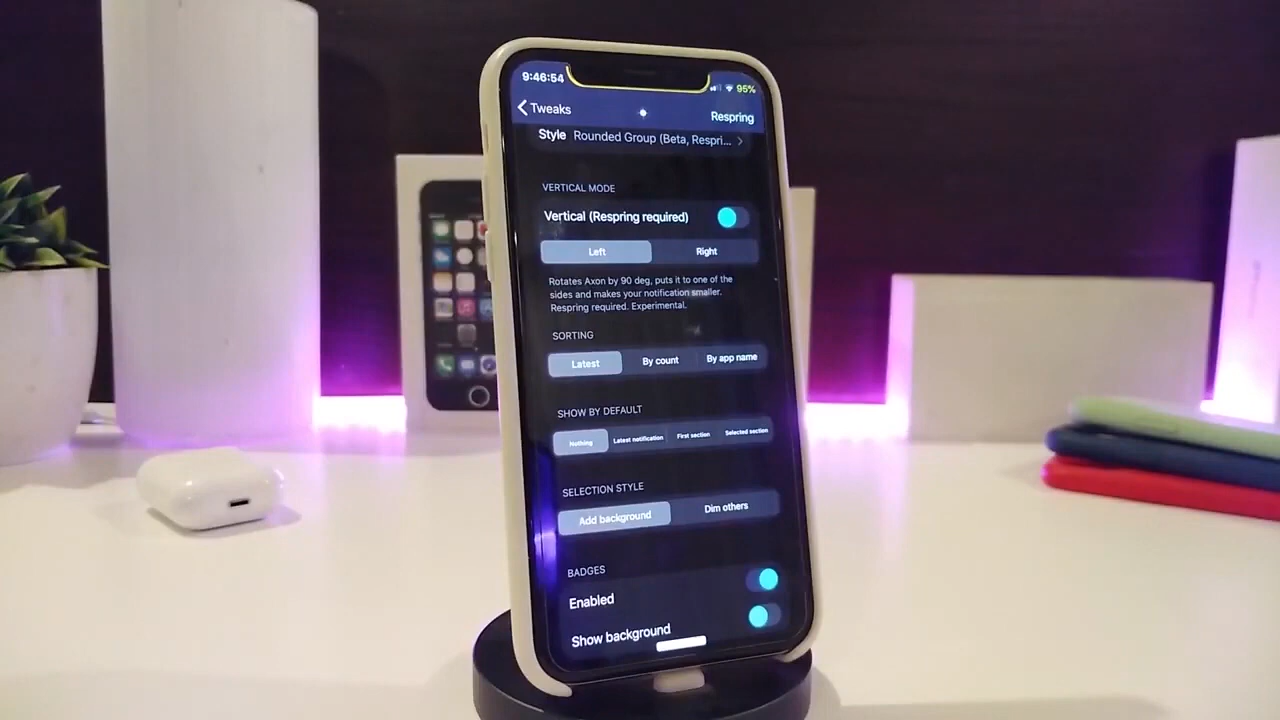 9:46:54
95%
Tweaks
Respring
Style Rounded Group (Beta, Respri...
VERTICAL MODE
Vertical (Respring required)
Left Right
Rotates Axon by 90 deg, puts it to one of the
sides and makes your notification smaller.
Respring required. Experimental.
SORTING
Latest By count By app name
SHOW BY DEFAULT
Nothing Latest notification First section Selected section
SELECTION STYLE
Add background Dim others
BADGES
Enabled
Show background